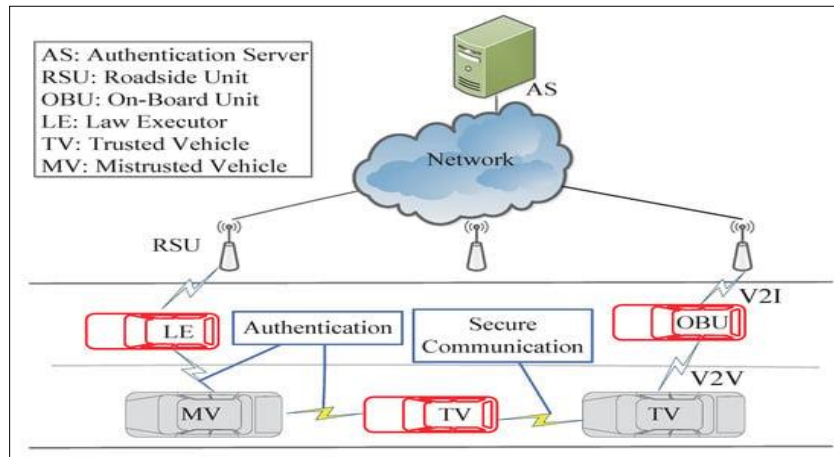 AS: Authentication Server
RSU: Roadside Unit
OBU: On-Board Unit
LE: Law Executor
TV: Trusted Vehicle
MV: Mistrusted Vehicle
AS
Network
RSU
V2I
LE
Authentication
Secure
Communication
OBU
V2V
MV
TV
TV